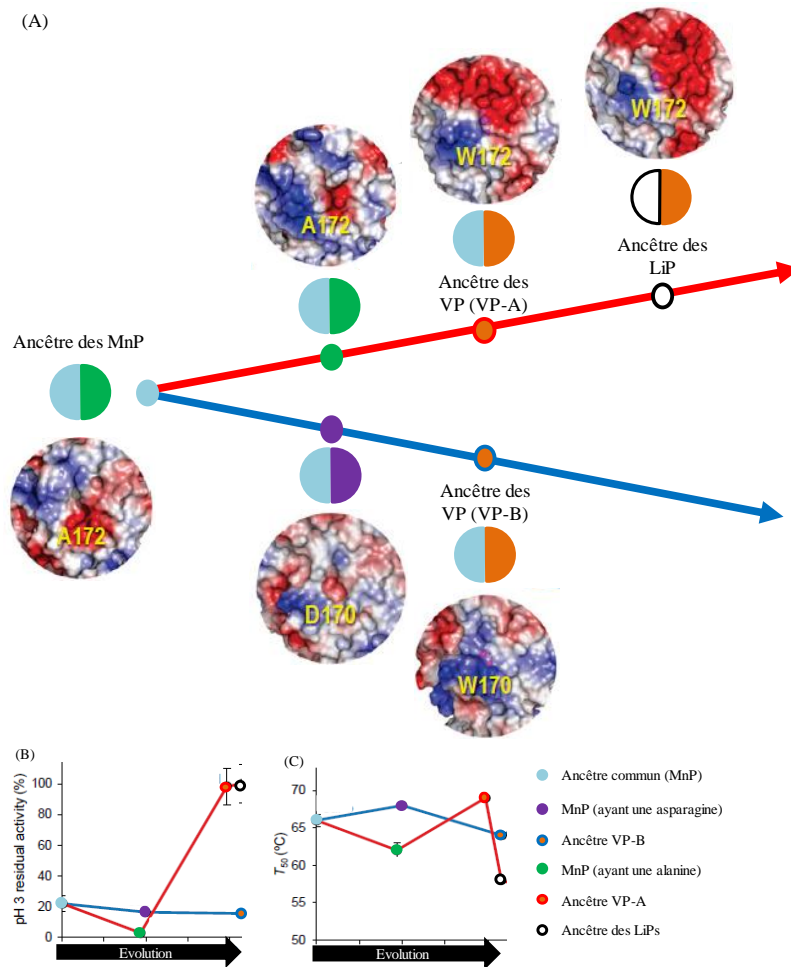 (A)
W172
W172
A172
Ancêtre des
LiP
Ancêtre des
VP (VP-A)
Ancêtre des MnP
A172
Ancêtre des
VP (VP-B)
D170
W170
(B)
pH 3 residual activity (%)
100
80
60
40
20
0
Evolution
(C)
T50 (°C)
70
65
60
55
50
Evolution
Ancêtre commun (MnP)
MnP (ayant une asparagine)
Ancêtre VP-B
MnP (ayant une alanine)
Ancêtre VP-A
Ancêtre des LiPs